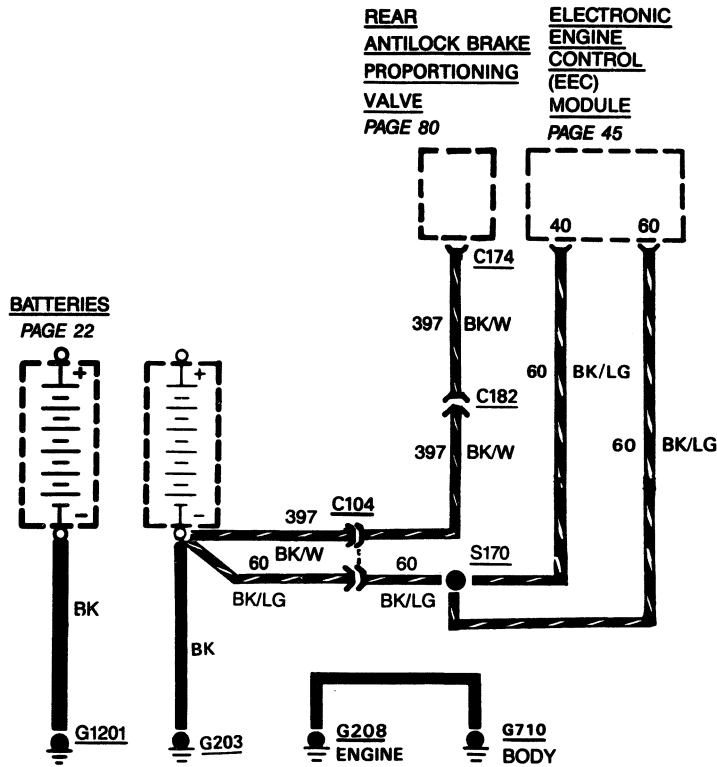 REAR
ANTILOCK BRAKE
PROPORTIONING
VALVE
PAGE 80
ELECTRONIC
ENGINE
CONTROL
(EEC)
MODULE
PAGE 45
40
60
C174
BATTERIES
PAGE 22
397
BK/W
+
+
60
BK/LG
C182
60
BK/LG
397
BK/W
C104
397
-
-
BK/W
S170
60
60
BK/LG
BK/LG
BK
BK
G1201
G203
G208
ENGINE
G710
BODY